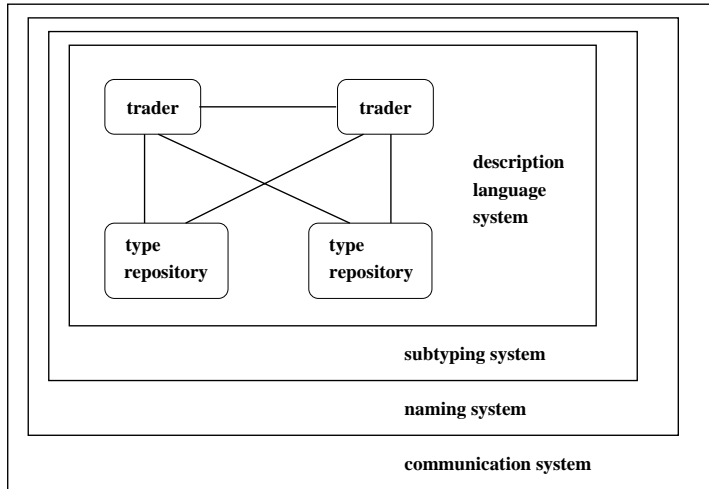 trader
trader
description
language
system
type
repository
type
repository
subtyping system
naming system
communication system